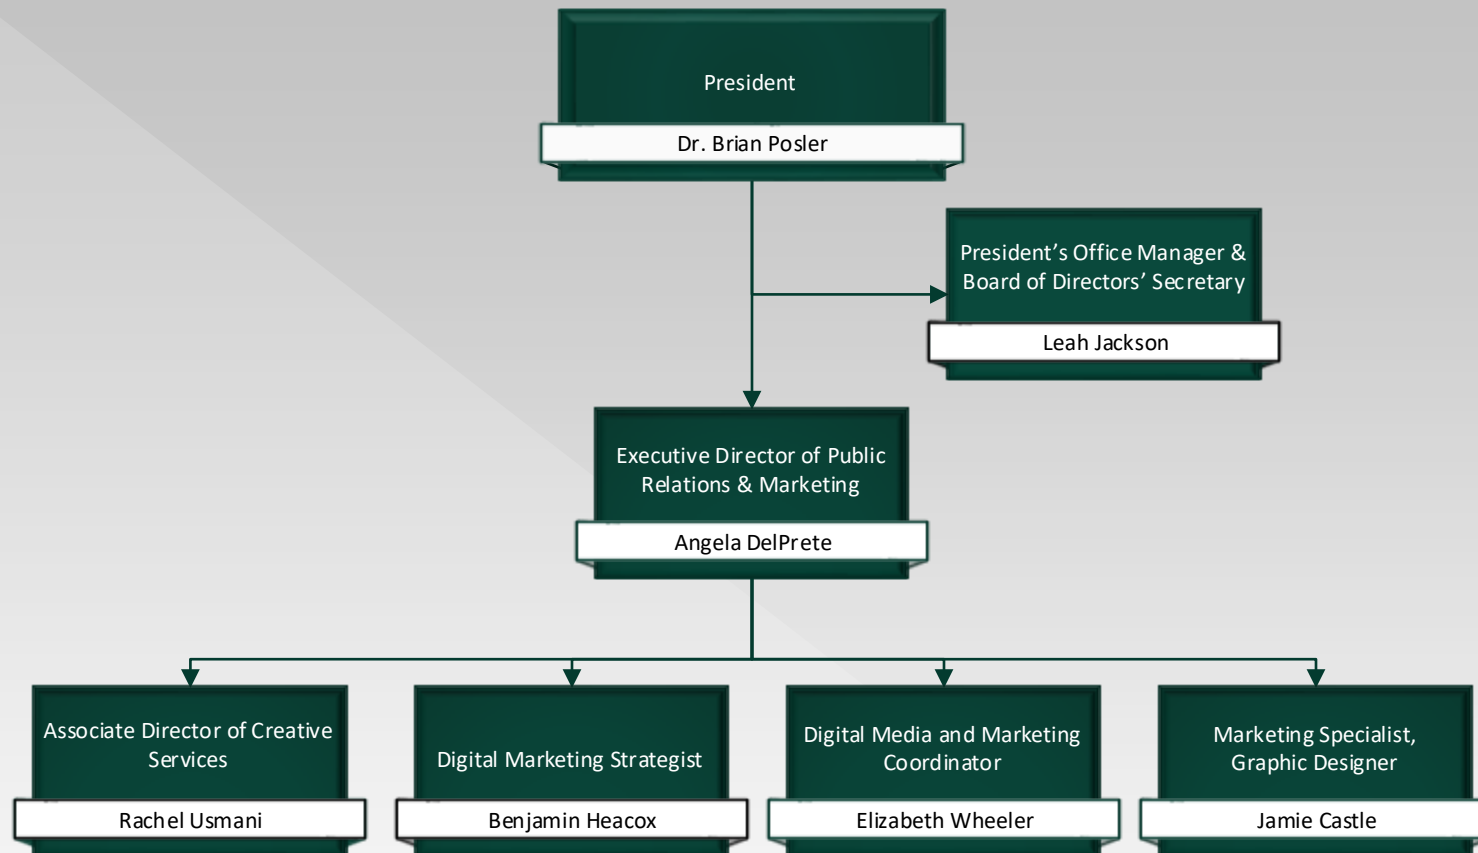 President
Dr. Brian Posler
President’s Office Manager &
Board of Directors’ Secretary
Leah Jackson
Executive Director of Public
Relations & Marketing
Angela DelPrete
Associate Director of Creative
Services
Rachel Usmani
Digital Marketing Strategist
Benjamin Heacox
Digital Media and Marketing
Coordinator
Elizabeth Wheeler
Marketing Specialist,
Graphic Designer
Jamie Castle